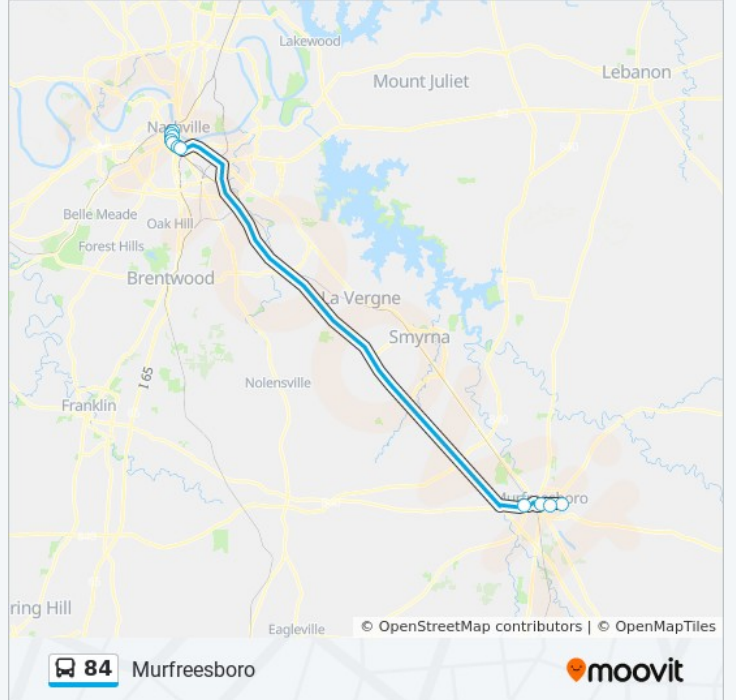 Lakewood
Lebanon
Mount Juliet
Nashville
Belle Meade
Oak Hill
Forest Hills
Brentwood
La Vergne
Smyrna
I 65
Nolensville
Franklin
Murfreesboro
ring Hill
Eagleville
© OpenStreetMap contributors | © OpenMapTiles
84 Murfreesboro
moovit